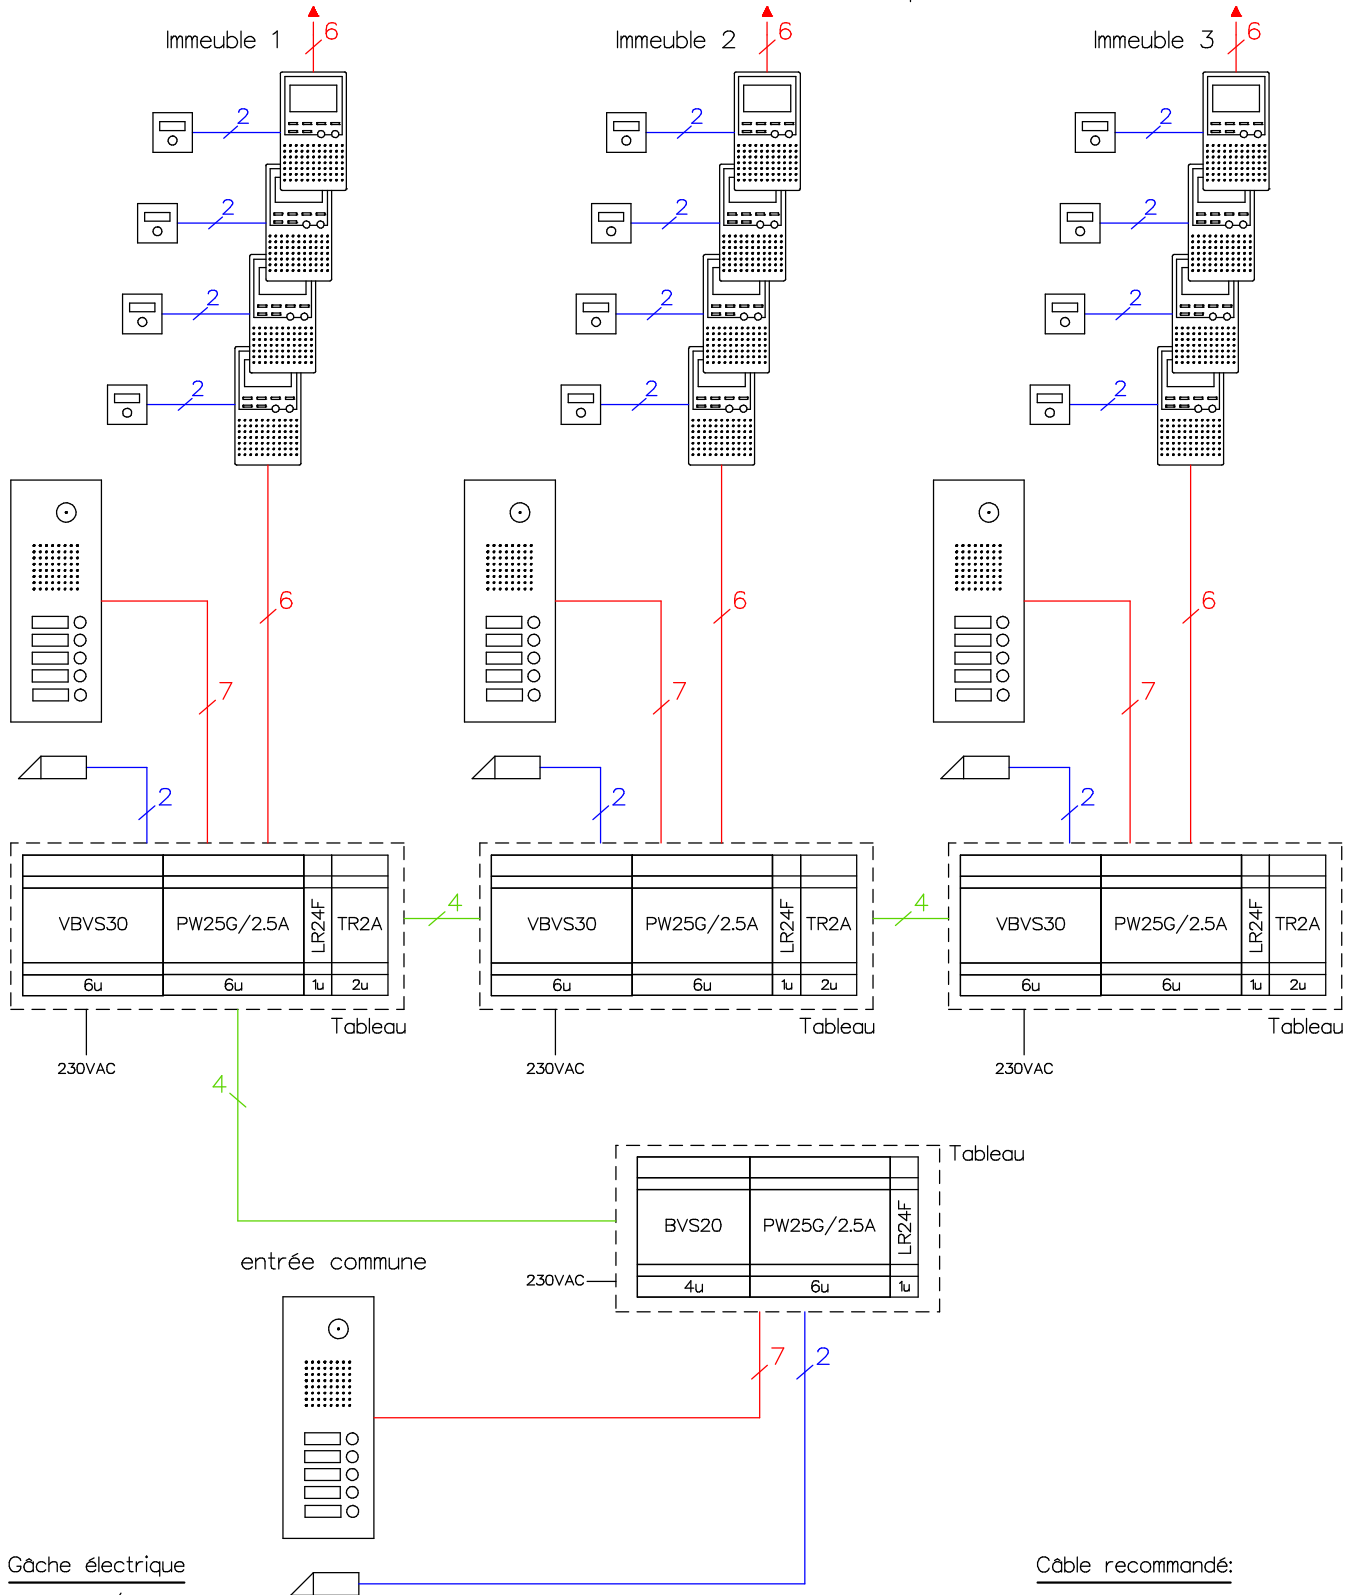 Immeuble 1
Immeuble 2
Immeuble 3
6
6
6
2
2
2
2
2
2
2
2
2
2
2
2
6
6
6
7
7
7
2
2
2
VBVS30 PW25G/2.5A LR24F TR2A
6u 6u 1u 2u
4
VBVS30 PW25G/2.5A LR24F TR2A
6u 6u 1u 2u
4
VBVS30 PW25G/2.5A LR24F TR2A
6u 6u 1u 2u
Tableau
Tableau
Tableau
230VAC
230VAC
230VAC
4
Tableau
BVS20 PW25G/2.5A LR24F
4u 6u 1u
230VAC
entrée commune
7
2
Gâche électrique
Câble recommandé: